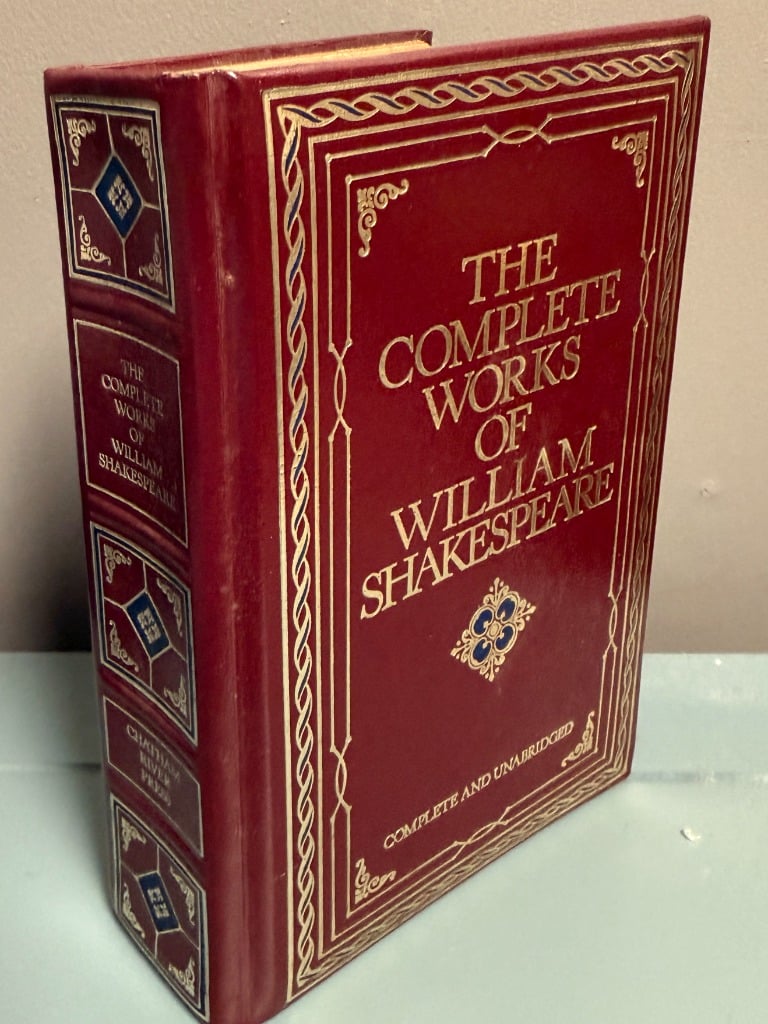 THE
COMPLETE
WORKS
OF
WILLIAM
SHAKESPEARE
CHATHAM
RIVER
PRESS
THE
COMPLETE
WORKS
OF
WILLIAM
SHAKESPEARE
COMPLETE AND UNABRIDGED